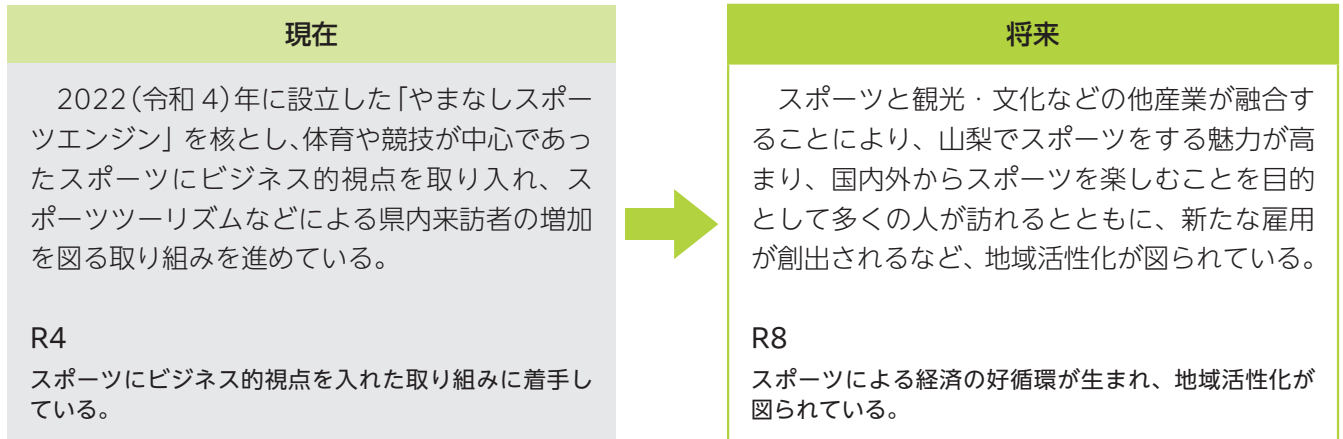 現在
2022(令和 4)年に設立した「やまなしスポー
ツエンジン」を核とし、体育や競技が中心であっ
たスポーツにビジネス的視点を取り入れ、ス
ポーツツーリズムなどによる県内来訪者の増加
を図る取り組みを進めている。
R4
スポーツにビジネス的視点を入れた取り組みに着手し
ている。
将来
スポーツと観光・文化などの他産業が融合す
ることにより、山梨でスポーツをする魅力が高
まり、国内外からスポーツを楽しむことを目的
として多くの人が訪れるとともに、新たな雇用
が創出されるなど、地域活性化が図られている。
R8
スポーツによる経済の好循環が生まれ、地域活性化が
図られている。